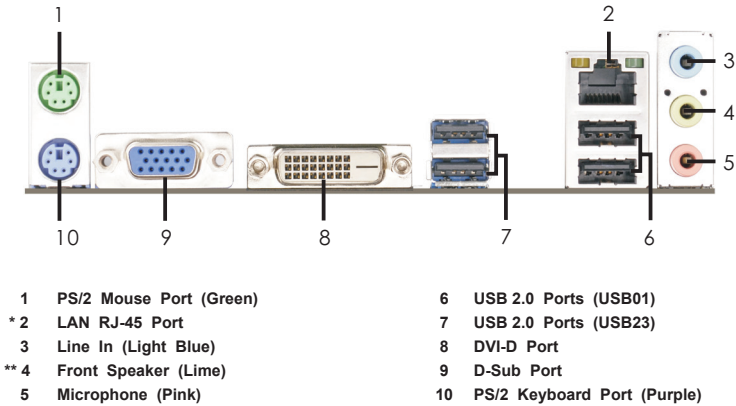 1
2
3
4
5
10
9
8
7
6
1 PS/2 Mouse Port (Green)
* 2 LAN RJ-45 Port
3 Line In (Light Blue)
** 4 Front Speaker (Lime)
5 Microphone (Pink)
6 USB 2.0 Ports (USB01)
7 USB 2.0 Ports (USB23)
8 DVI-D Port
9 D-Sub Port
10 PS/2 Keyboard Port (Purple)